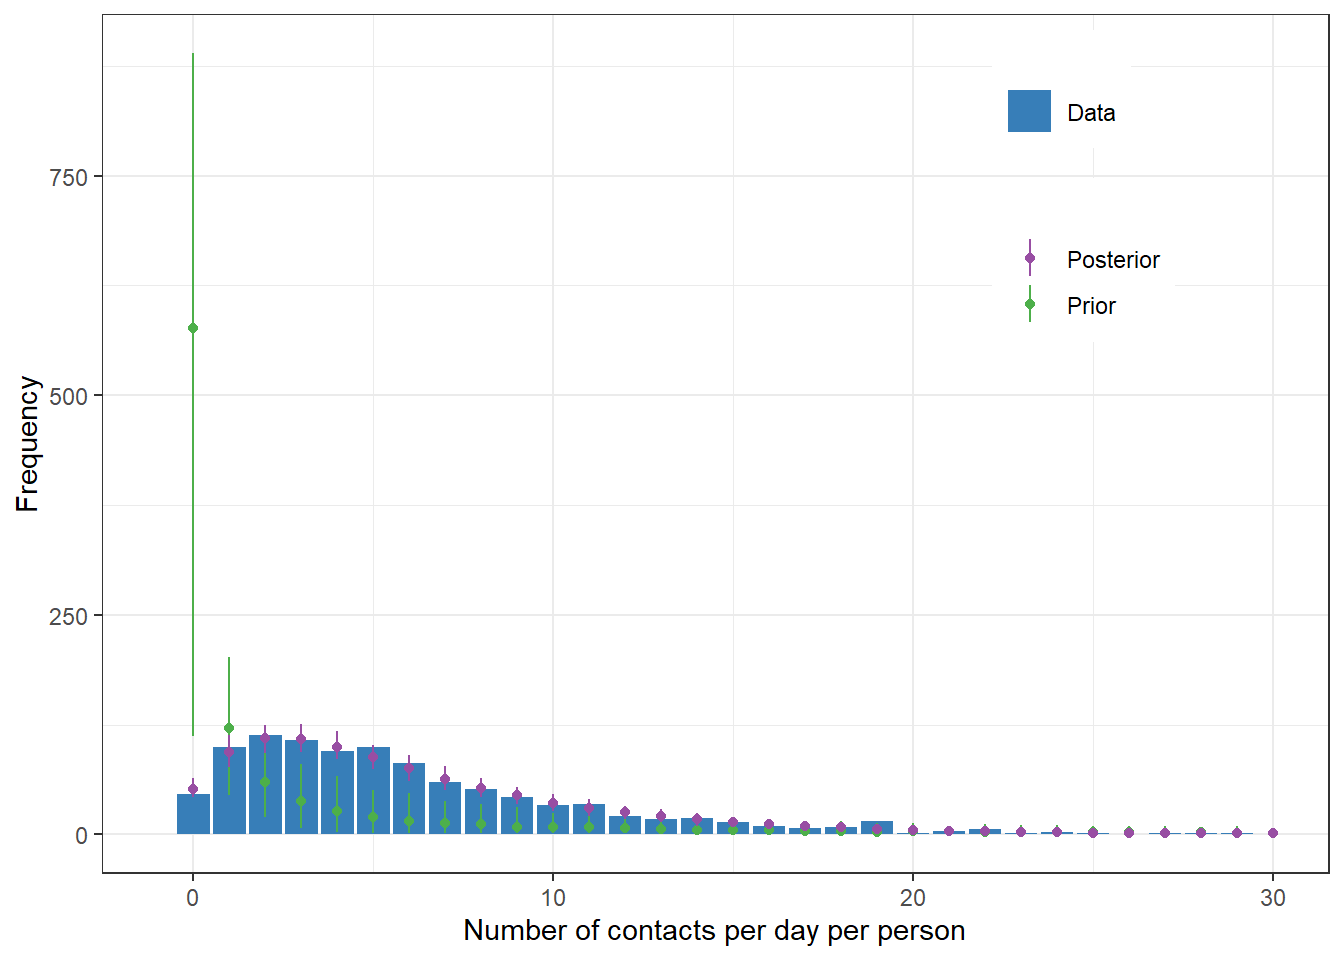 Data
Posterior
Prior
750
500
250
0
Frequency
0 10 20 30
Number of contacts per day per person